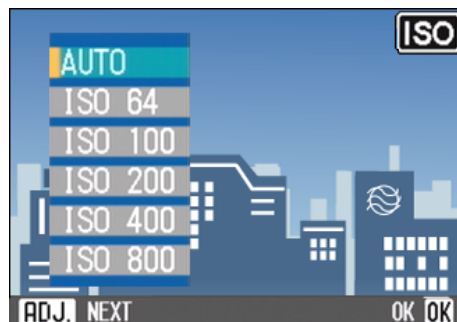 ISO
AUTO
ISO 64
ISO 100
ISO 200
ISO 400
ISO 800
ADJ. NEXT OK OK